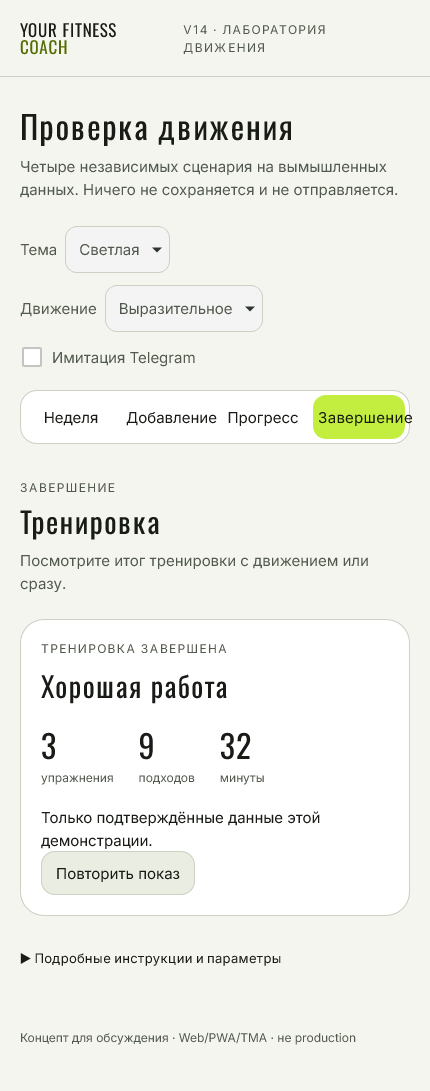 YOUR FITNESS
COACH
V14 · ЛАБОРАТОРИЯ
ДВИЖЕНИЯ
Проверка движения
Четыре независимых сценария на вымышленных
данных. Ничего не сохраняется и не отправляется.
Тема
Светлая
Движение
Выразительное
Имитация Telegram
Неделя
Добавление
Прогресс
Завершение
ЗАВЕРШЕНИЕ
Тренировка
Посмотрите итог тренировки с движением или
сразу.
ТРЕНИРОВКА ЗАВЕРШЕНА
Хорошая работа
3
9
32
упражнения
подходов
минуты
Только подтверждённые данные этой
демонстрации.
Повторить показ
Подробные инструкции и параметры
Концепт для обсуждения · Web/PWA/TMA · не production